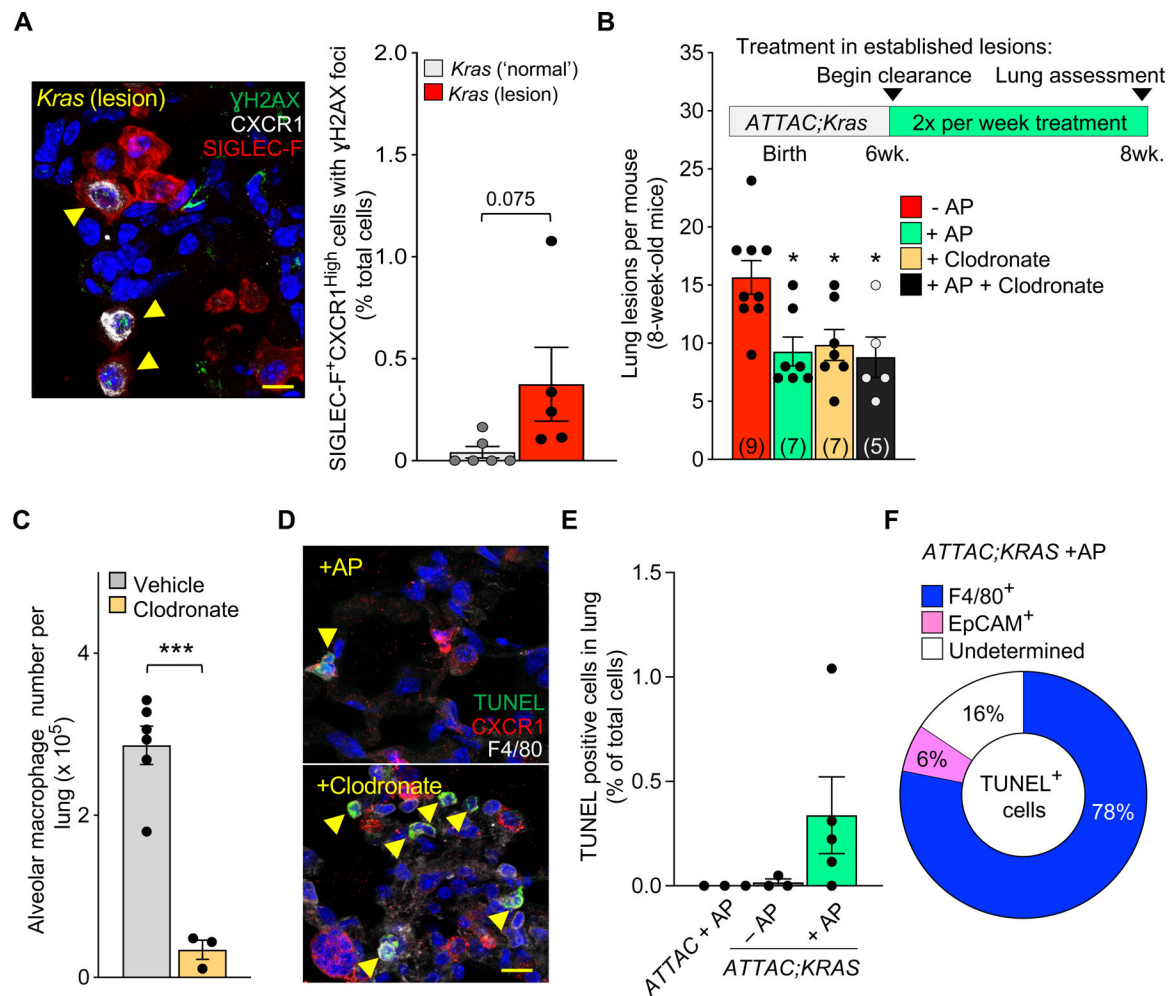 A
Kras (lesion)
ɣH2AX
CXCR1
SIGLEC-F
SIGLEC-F+CXCR1High cells with γH2AX foci
(% total cells)
2.0
1.5
1.0
0.5
0
Kras ('normal')
Kras (lesion)
0.075
B
Treatment in established lesions:
Begin clearance
Lung assessment
ATTAC;Kras
2x per week treatment
Birth
6wk.
8wk.
Lung lesions per mouse
(8-week-old mice)
35
30
25
20
15
10
5
0
- AP
+ AP
+ Clodronate
+ AP + Clodronate
* * *
(9) (7) (7) (5)
C
Vehicle
Clodronate
***
Alveolar macrophage number per
lung (x 10^5)
4
2
0
D
+AP
TUNEL
CXCR1
F4/80
+Clodronate
E
TUNEL positive cells in lung
(% of total cells)
1.5
1.0
0.5
0.0
ATTAC + AP
– AP
+ AP
ATTAC;KRAS
F
ATTAC;KRAS +AP
F4/80+
EpCAM+
Undetermined
16%
6%
78%
TUNEL+
cells